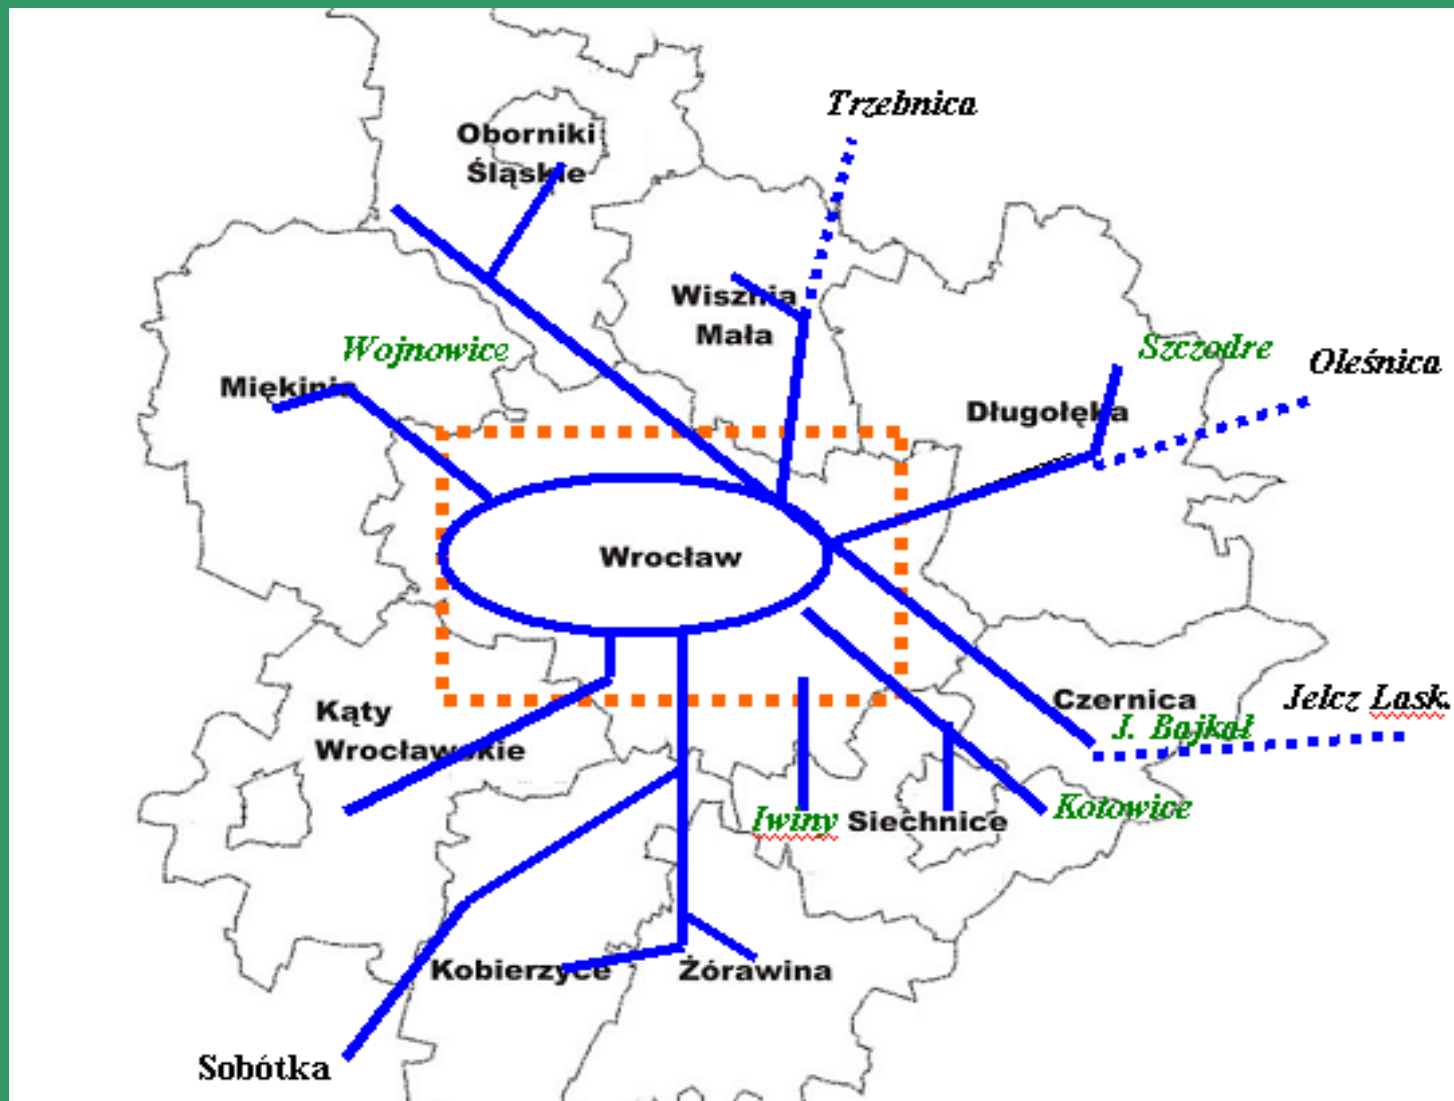 Trzebnica
Oborniki
Śląskie
Wisznia
Mała
Wojnowice
Szczodre
Oleśnica
Miękinia
Długołęka
Wrocław
Kąty
Wrocławskie
Czernica
Jelcz Lask.
J. Bajkał
Iwiny
Siechnice
Kotowice
Kobierzyce
Żórawina
Sobótka